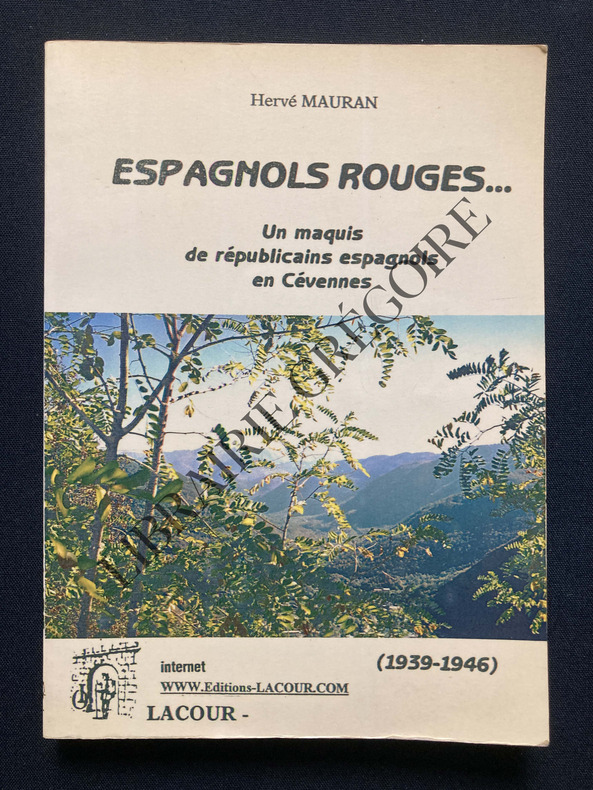 Hervé MAURAN
ESPAGNOLS ROUGES...
Un maquis
de républicains espagnols
en Cévennes
LIBRAIRIE GRÉGOIRE
(1939-1946)
internet
WWW.Editions-LACOUR.COM
LACOUR -